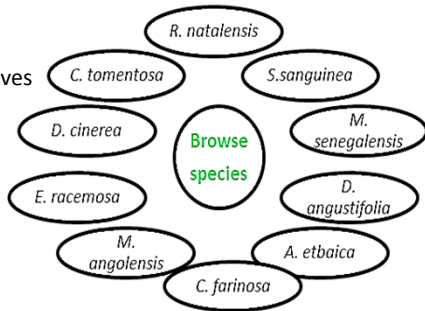 R. natalensis
ves
C. tomentosa
S.sanguinea
D. cinerea
Browse
species
M.
senegalensis
E. racemosa
D.
angustifolia
M.
angolensis
A. etbaica
C. farinosa